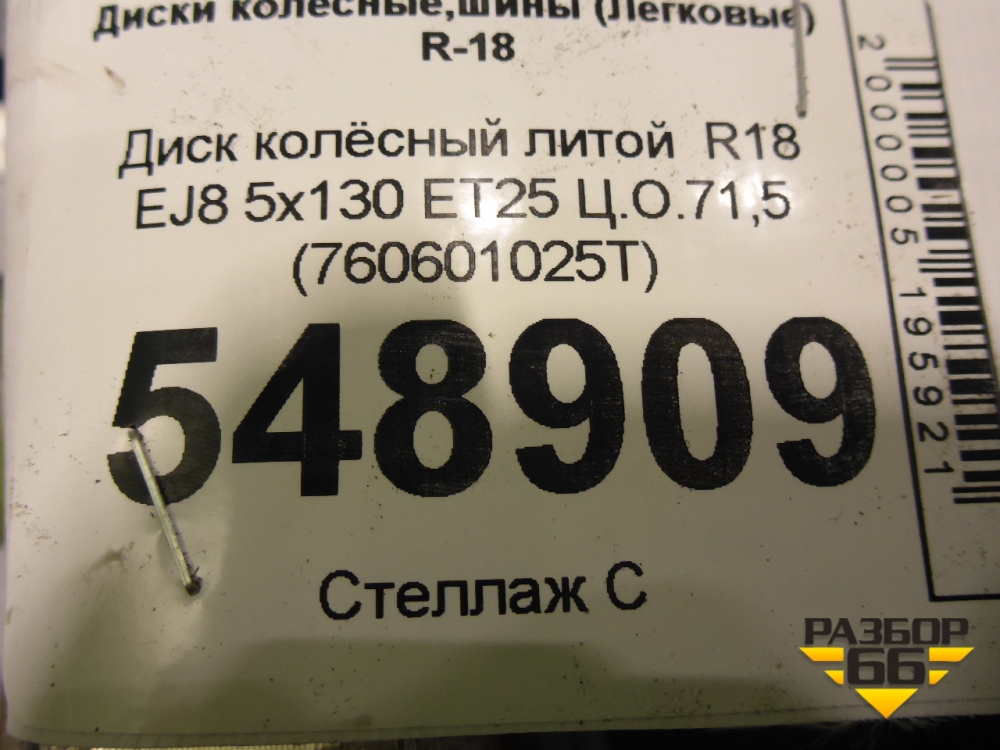 Диски колёсные,шины (Легковые)
R-18
Диск колёсный литой R18
EJ8 5x130 ET25 Ц.О.71,5
(760601025T)
548909
Стеллаж С
2000005195921
РАЗБОР
66